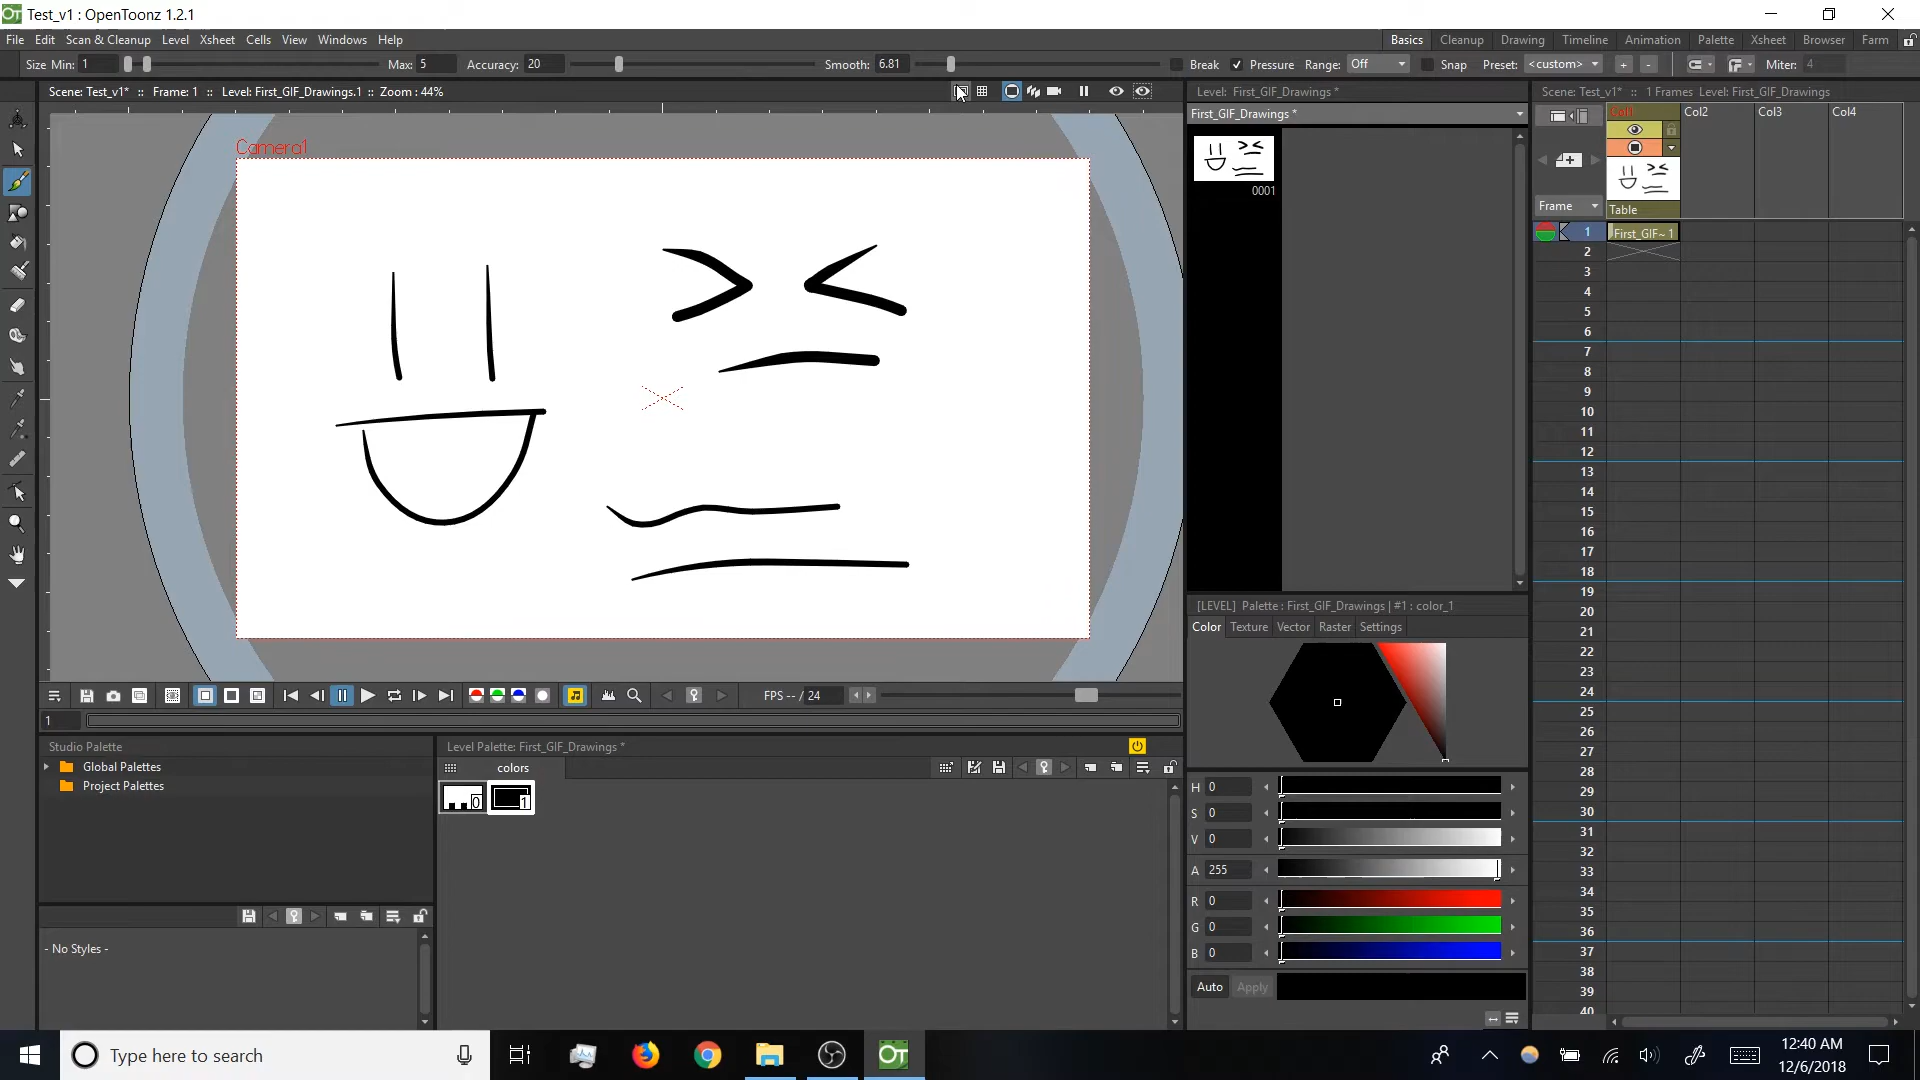 Test_v1 : OpenToonz 1.2.1
File Edit Scan & Cleanup Level Xsheet Cells View Windows Help
Basics Cleanup Drawing Timeline Animation Palette Xsheet Browser Farm
Size Min: 1 Max: 5 Accuracy: 20 Smooth: 6.81 Break Pressure Range: Off Snap Preset: <custom> + - Miter: 4
Scene: Test_v1* :: Frame: 1 :: Level: First_GIF_Drawings.1 :: Zoom : 44%
Camera1
Level: First_GIF_Drawings *
First_GIF_Drawings *
0001
Scene: Test_v1* :: 1 Frames Level: First_GIF_Drawings
Col1 Col2 Col3 Col4
Frame
Table
1 First_GIF~ 1
2
3
4
5
6
7
8
9
10
11
12
13
14
15
16
17
18
19
20
21
22
23
24
25
26
27
28
29
30
31
32
33
34
35
36
37
38
39
40
[LEVEL] Palette : First_GIF_Drawings | #1 : color_1
Color Texture Vector Raster Settings
H 0
S 0
V 0
A 255
R 0
G 0
B 0
Auto Apply
FPS -- / 24
1
Studio Palette
Global Palettes
Project Palettes
- No Styles -
Level Palette: First_GIF_Drawings *
colors
0 1
Type here to search
OT
12:40 AM
12/6/2018